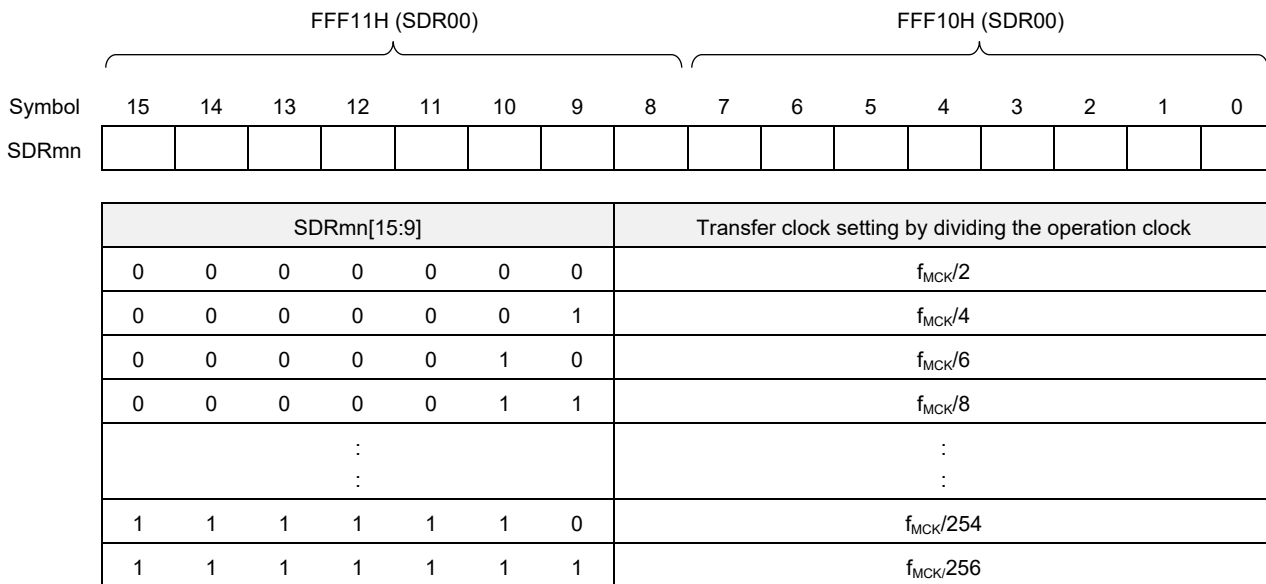 FFF11H (SDR00) FFF10H (SDR00)
Symbol 15 14 13 12 11 10 9 8 7 6 5 4 3 2 1 0
SDRmn
SDRmn[15:9] Transfer clock setting by dividing the operation clock
0 0 0 0 0 0 0 fMCK/2
0 0 0 0 0 0 1 fMCK/4
0 0 0 0 0 1 0 fMCK/6
0 0 0 0 0 1 1 fMCK/8
: :
: :
1 1 1 1 1 1 0 fMCK/254
1 1 1 1 1 1 1 fMCK/256